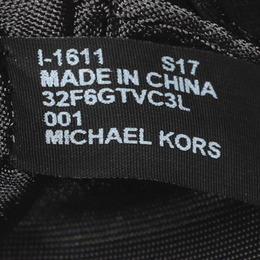 I-1611 S17
MADE IN CHINA
32F6GTVC3L
001
MICHAEL KORS